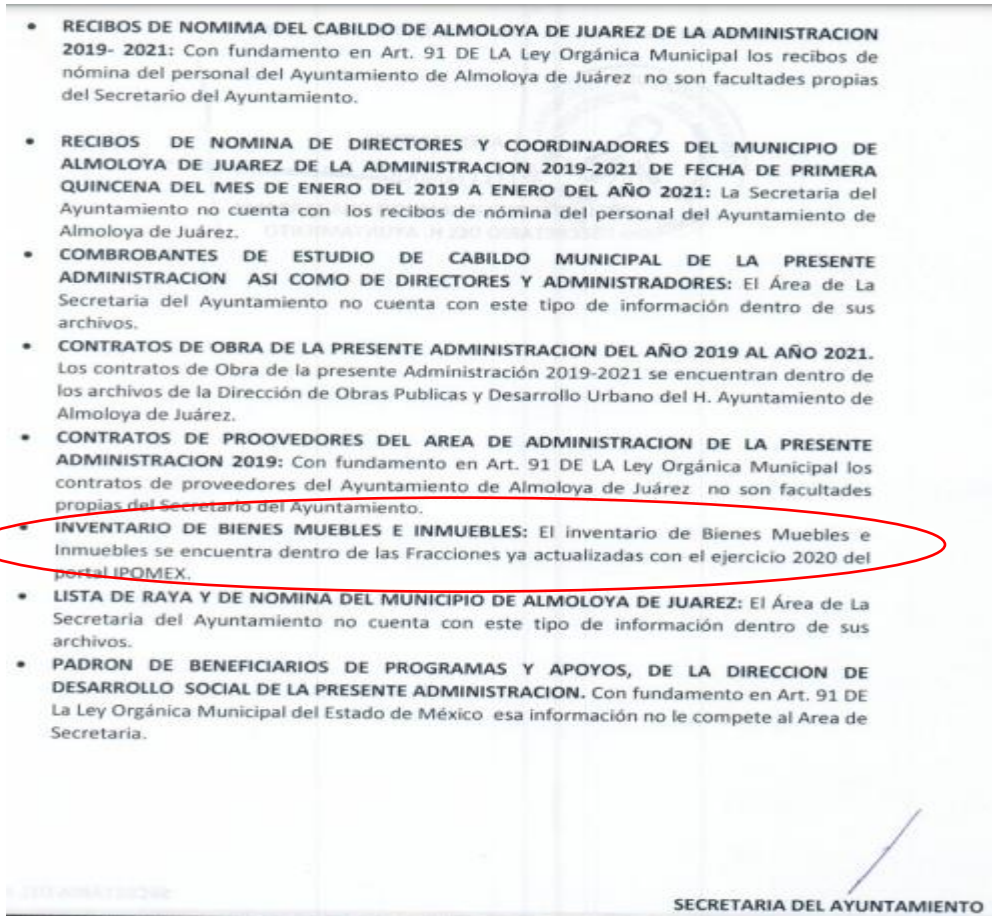 • RECIBOS DE NOMIMA DEL CABILDO DE ALMOLOYA DE JUAREZ DE LA ADMINISTRACION
2019- 2021: Con fundamento en Art. 91 DE LA Ley Orgánica Municipal los recibos de
nómina del personal del Ayuntamiento de Almoloya de Juárez no son facultades propias
del Secretario del Ayuntamiento.
• RECIBOS DE NOMINA DE DIRECTORES Y COORDINADORES DEL MUNICIPIO DE
ALMOLOYA DE JUAREZ DE LA ADMINISTRACION 2019-2021 DE FECHA DE PRIMERA
QUINCENA DEL MES DE ENERO DEL 2019 A ENERO DEL AÑO 2021: La Secretaria del
Ayuntamiento no cuenta con los recibos de nómina del personal del Ayuntamiento de
Almoloya de Juárez.
• COMBROBANTES DE ESTUDIO DE CABILDO MUNICIPAL DE LA PRESENTE
ADMINISTRACION ASI COMO DE DIRECTORES Y ADMINISTRADORES: El Área de La
Secretaria del Ayuntamiento no cuenta con este tipo de información dentro de sus
archivos.
• CONTRATOS DE OBRA DE LA PRESENTE ADMINISTRACION DEL AÑO 2019 AL AÑO 2021.
Los contratos de Obra de la presente Administración 2019-2021 se encuentran dentro de
los archivos de la Dirección de Obras Publicas y Desarrollo Urbano del H. Ayuntamiento de
Almoloya de Juárez.
• CONTRATOS DE PROOVEDORES DEL AREA DE ADMINISTRACION DE LA PRESENTE
ADMINISTRACION 2019: Con fundamento en Art. 91 DE LA Ley Orgánica Municipal los
contratos de proveedores del Ayuntamiento de Almoloya de Juárez no son facultades
propias del Secretario del Ayuntamiento.
• INVENTARIO DE BIENES MUEBLES E INMUEBLES: El inventario de Bienes Muebles e
Inmuebles se encuentra dentro de las Fracciones ya actualizadas con el ejercicio 2020 del
portal IPOMEX.
• LISTA DE RAYA Y DE NOMINA DEL MUNICIPIO DE ALMOLOYA DE JUAREZ: El Área de La
Secretaria del Ayuntamiento no cuenta con este tipo de información dentro de sus
archivos.
• PADRON DE BENEFICIARIOS DE PROGRAMAS Y APOYOS, DE LA DIRECCION DE
DESARROLLO SOCIAL DE LA PRESENTE ADMINISTRACION. Con fundamento en Art. 91 DE
La Ley Orgánica Municipal del Estado de México esa información no le compete al Area de
Secretaria.
SECRETARIA DEL AYUNTAMIENTO